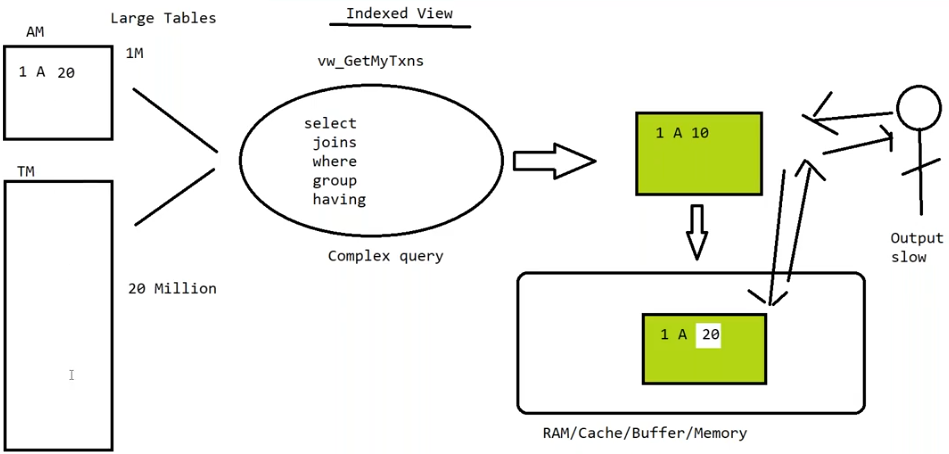 Indexed View
Large Tables
AM
1M
1 A 20
vw_GetMyTxns
select
joins
where
group
having
Complex query
1 A 10
TM
20 Million
Output
slow
1 A 20
RAM/Cache/Buffer/Memory